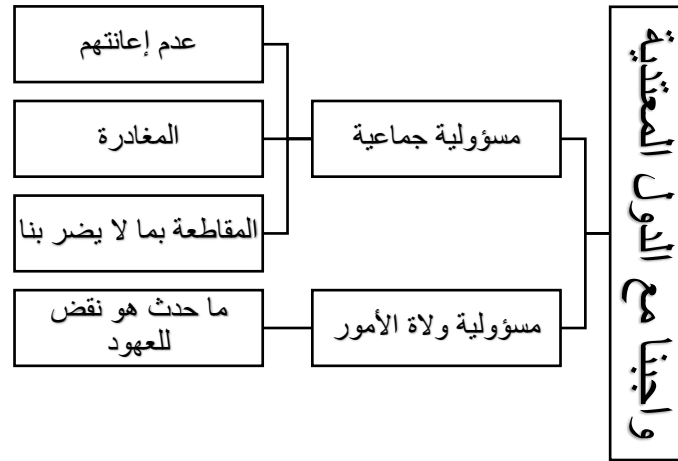 واجبنا مع الدول المعتدية
مسؤولية جماعية
عدم إعانتهم
المغادرة
المقاطعة بما لا يضر بنا
مسؤولية ولاة الأمور
ما حدث هو نقض
للعهود